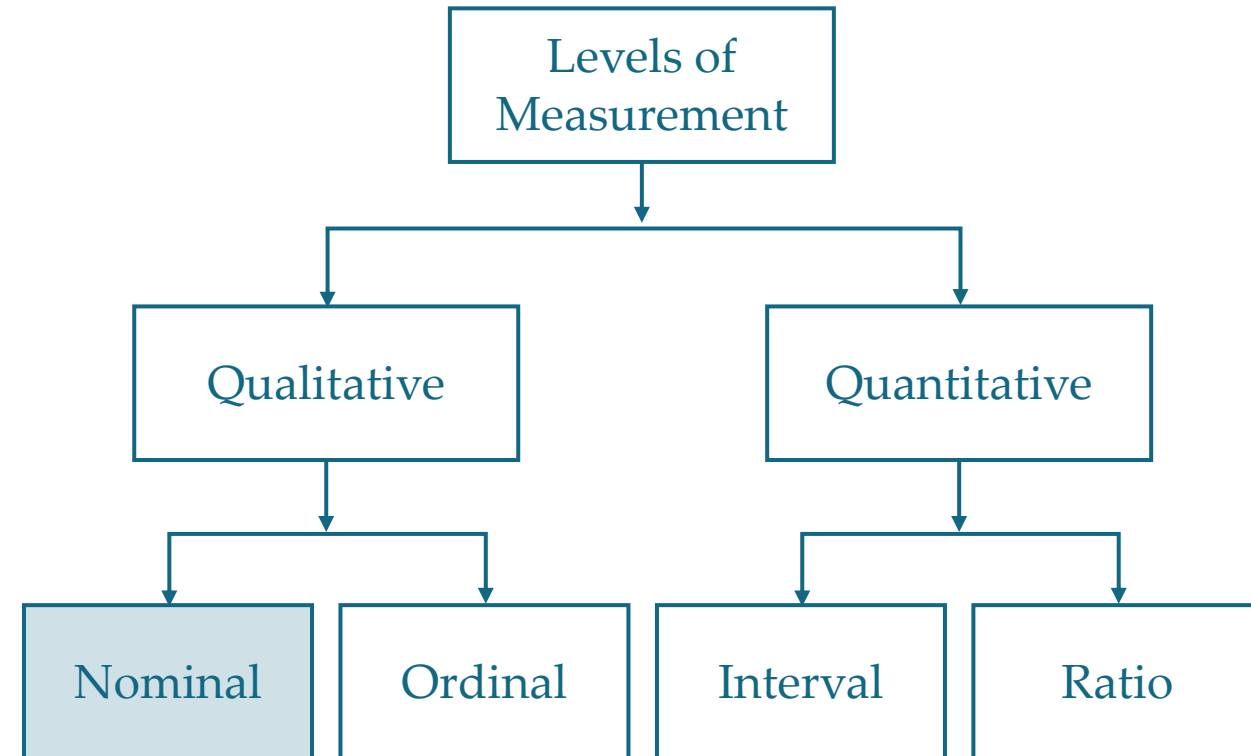 Levels of
Measurement
Qualitative
Quantitative
Nominal
Ordinal
Interval
Ratio